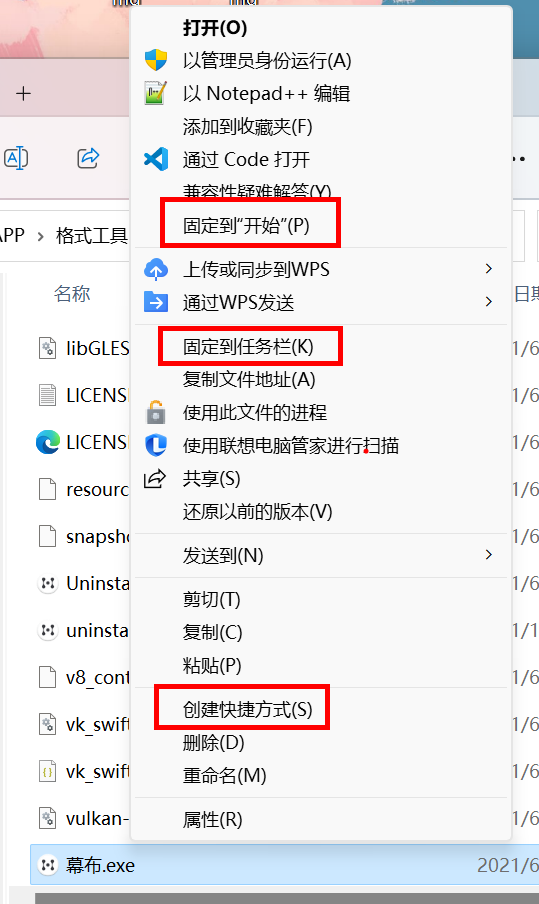 打开(O)
以管理员身份运行(A)
以 Notepad++ 编辑
添加到收藏夹(F)
通过 Code 打开
兼容性疑难解答(Y)
固定到"开始"(P)
APP > 格式工具
上传或同步到WPS
名称
日期
通过WPS发送
固定到任务栏(K)
libGLES
1/6
复制文件地址(A)
LICENS
1/6
使用此文件的进程
LICENS
1/6
使用联想电脑管家进行扫描
共享(S)
resourc
1/6
还原以前的版本(V)
snapsho
1/6
发送到(N)
Uninsta
1/6
剪切(T)
复制(C)
uninsta
1/1
粘贴(P)
v8_cont
1/6
创建快捷方式(S)
vk_swift
1/6
删除(D)
重命名(M)
vk_swift
1/6
属性(R)
vulkan-
1/6
幕布.exe
2021/6